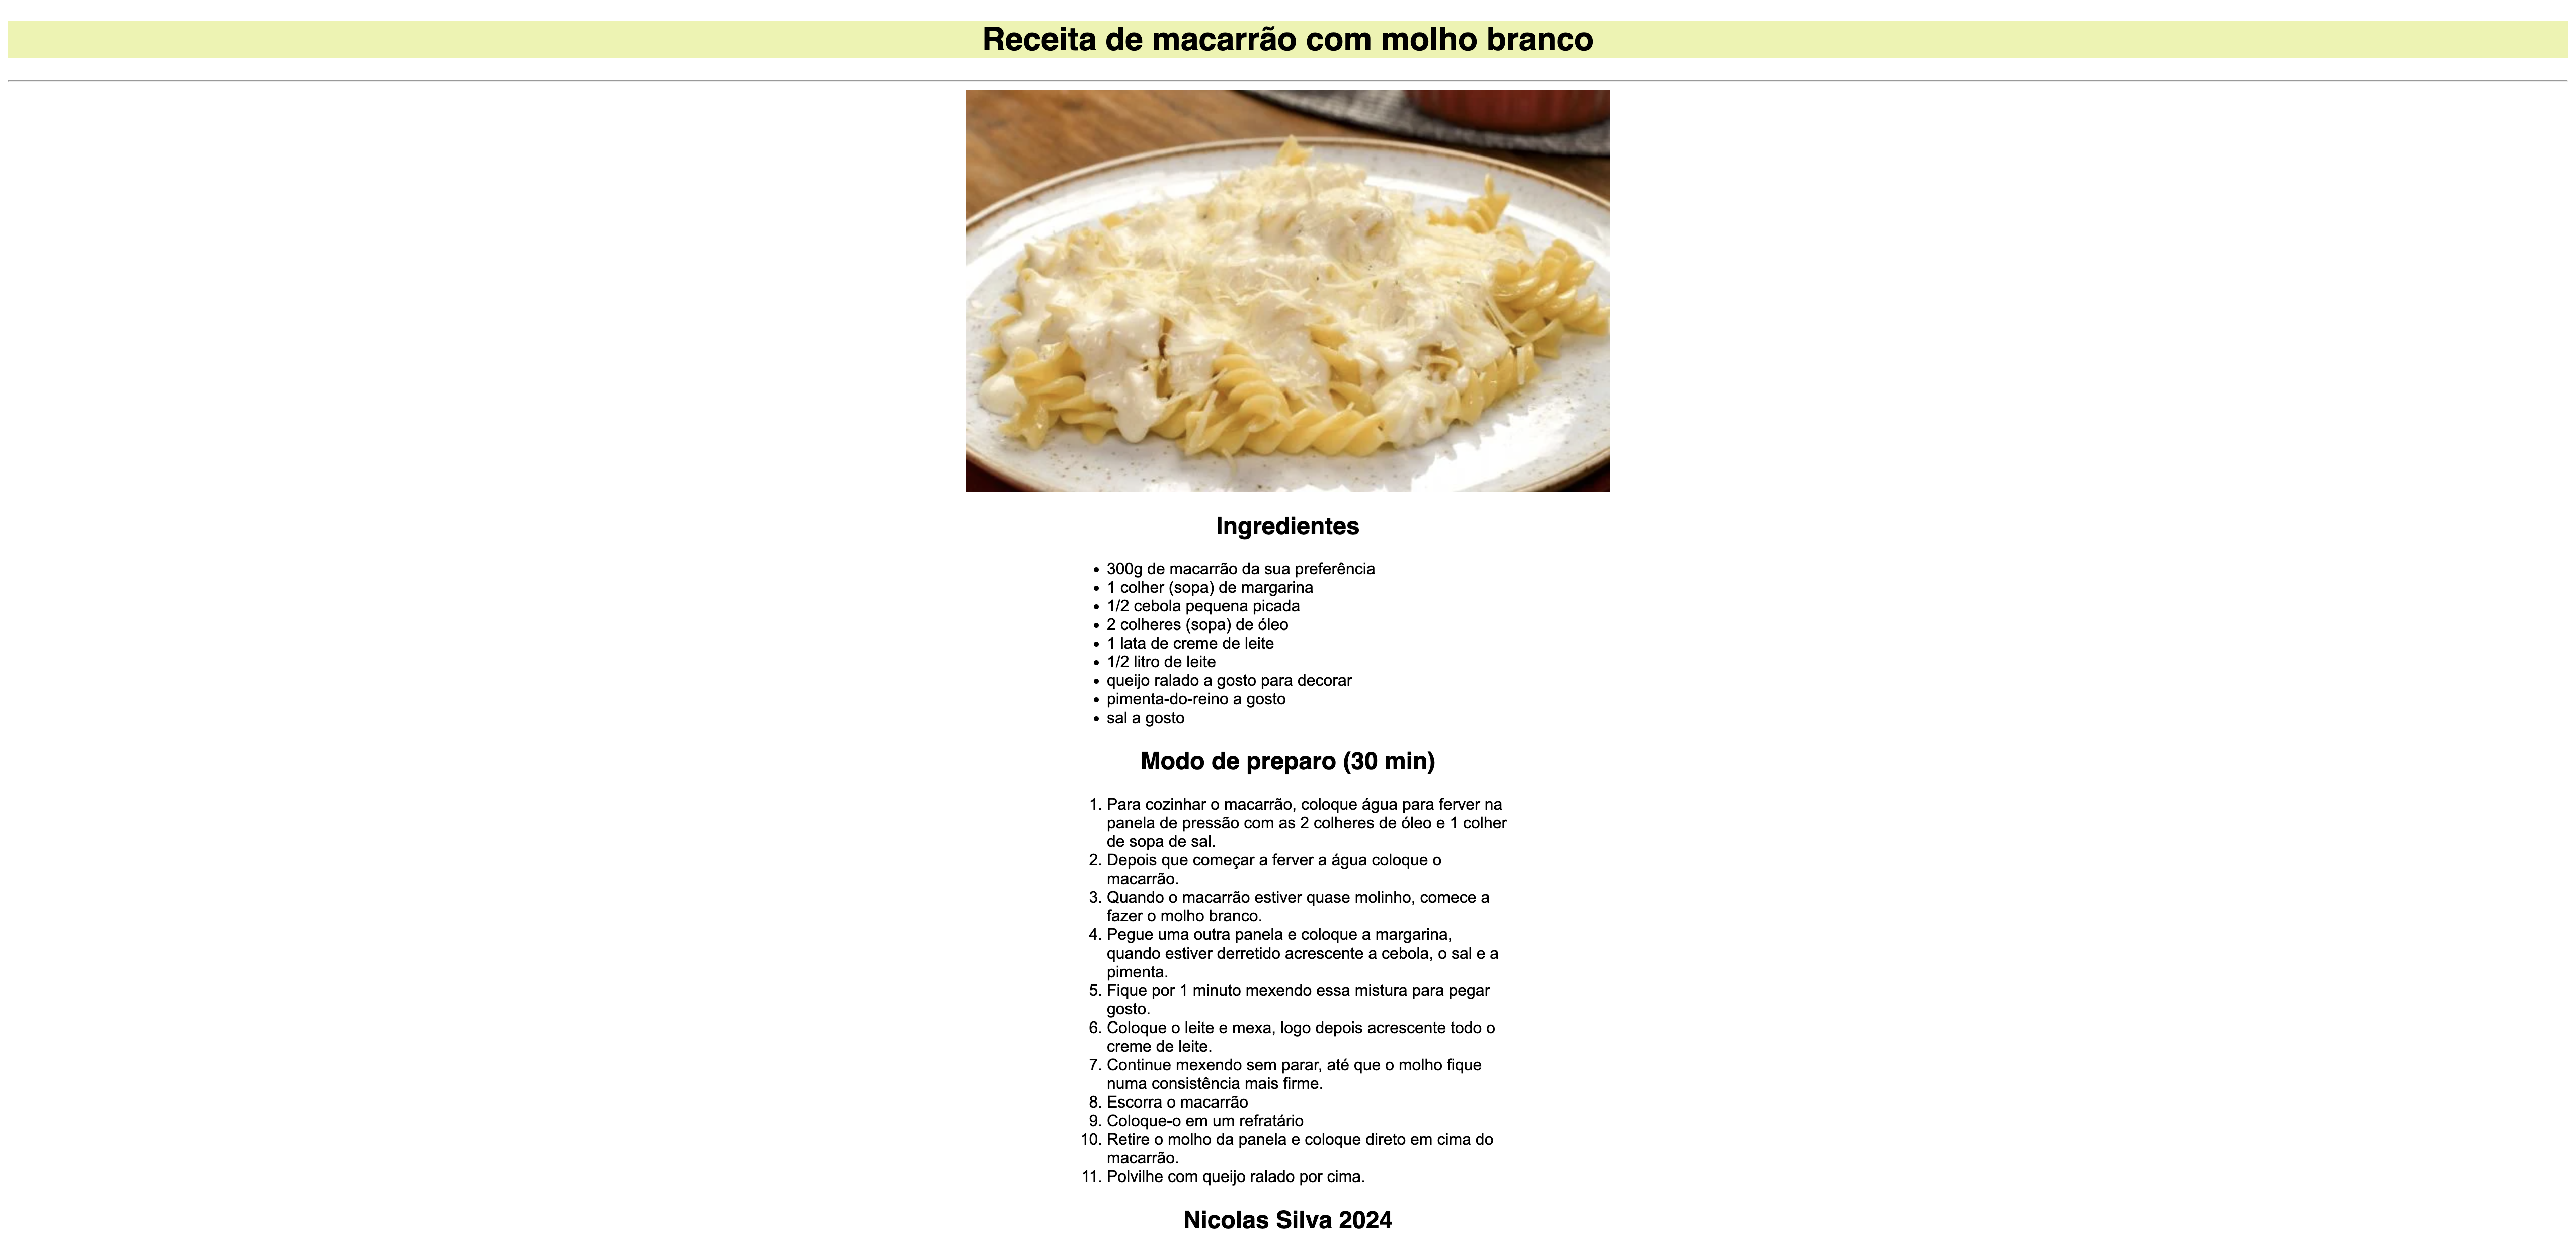 Receita de macarrão com molho branco
Ingredientes
• 300g de macarrão da sua preferência
• 1 colher (sopa) de margarina
• 1/2 cebola pequena picada
• 2 colheres (sopa) de óleo
• 1 lata de creme de leite
• 1/2 litro de leite
• queijo ralado a gosto para decorar
• pimenta-do-reino a gosto
• sal a gosto
Modo de preparo (30 min)
1. Para cozinhar o macarrão, coloque água para ferver na
panela de pressão com as 2 colheres de óleo e 1 colher
de sopa de sal.
2. Depois que começar a ferver a água coloque o
macarrão.
3. Quando o macarrão estiver quase molinho, comece a
fazer o molho branco.
4. Pegue uma outra panela e coloque a margarina,
quando estiver derretido acrescente a cebola, o sal e a
pimenta.
5. Fique por 1 minuto mexendo essa mistura para pegar
gosto.
6. Coloque o leite e mexa, logo depois acrescente todo o
creme de leite.
7. Continue mexendo sem parar, até que o molho fique
numa consistência mais firme.
8. Escorra o macarrão
9. Coloque-o em um refratário
10. Retire o molho da panela e coloque direto em cima do
macarrão.
11. Polvilhe com queijo ralado por cima.
Nicolas Silva 2024